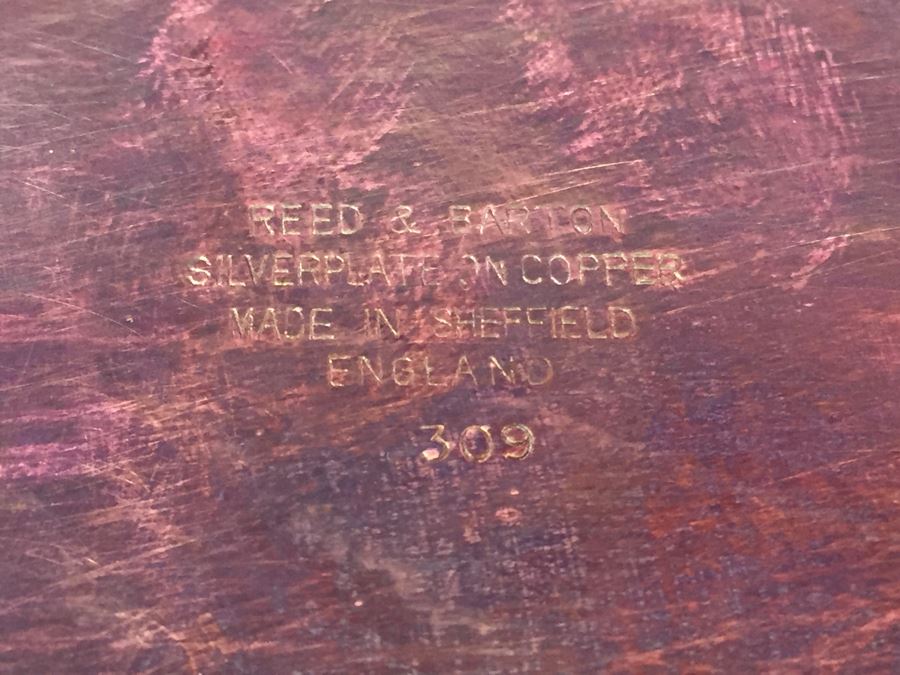 REED & BARTON
SILVERPLATE ON COPPER
MADE IN SHEFFIELD
ENGLAND
309